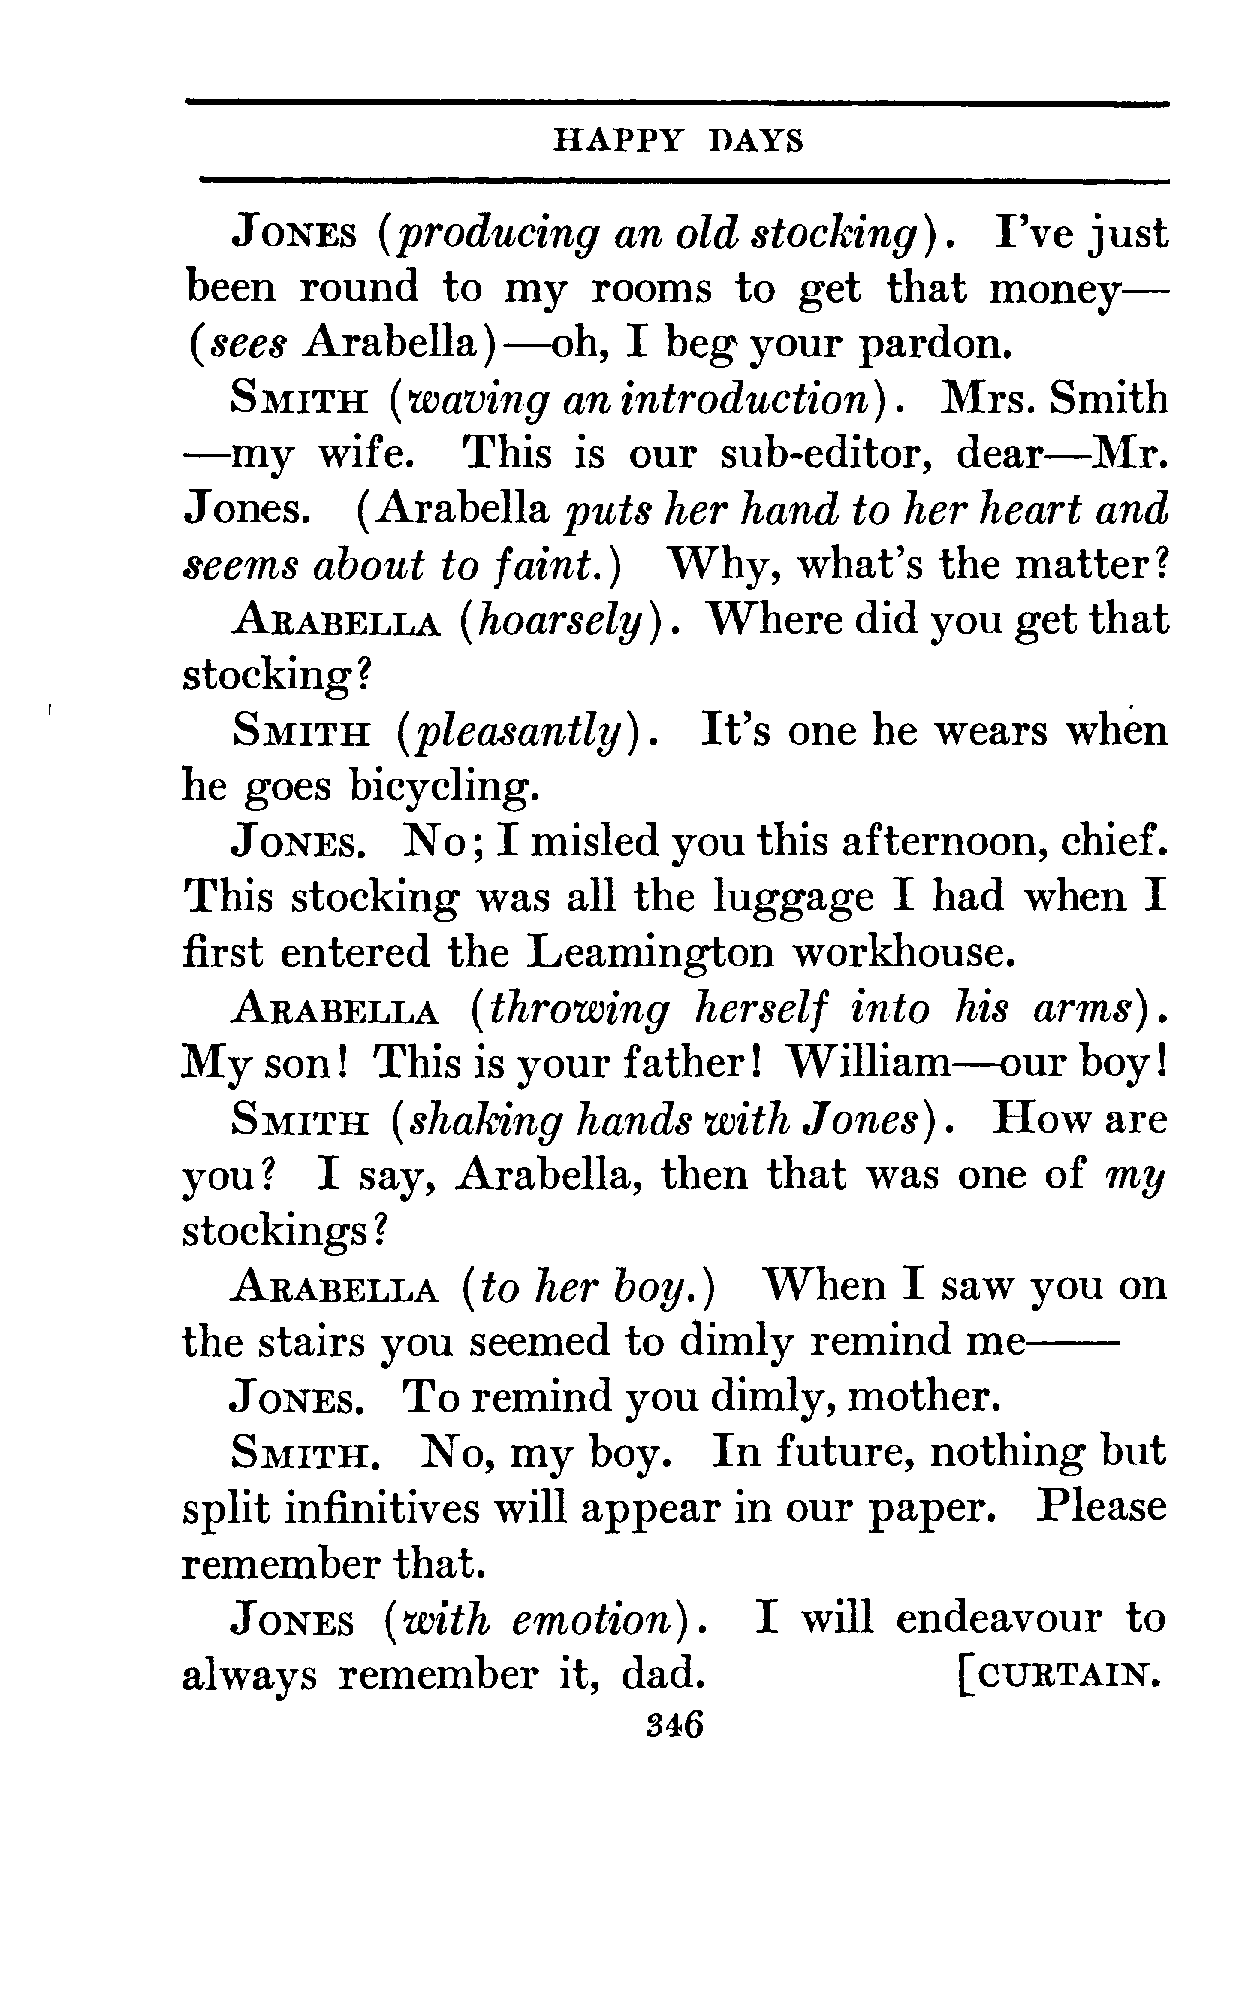 HAPPY DAYS
JONES (producing an old stocking). I've just
been round to my rooms to get that money—
(sees Arabella)—oh, I beg your pardon.
SMITH (waving an introduction). Mrs. Smith
—my wife. This is our sub-editor, dear—Mr.
Jones. (Arabella puts her hand to her heart and
seems about to faint.) Why, what's the matter?
ARABELLA (hoarsely). Where did you get that
stocking?
SMITH (pleasantly). It's one he wears when
he goes bicycling.
JONES. No; I misled you this afternoon, chief.
This stocking was all the luggage I had when I
first entered the Leamington workhouse.
ARABELLA (throwing herself into his arms).
My son! This is your father! William—our boy!
SMITH (shaking hands with Jones). How are
you? I say, Arabella, then that was one of my
stockings?
ARABELLA (to her boy.) When I saw you on
the stairs you seemed to dimly remind me——
JONES. To remind you dimly, mother.
SMITH. No, my boy. In future, nothing but
split infinitives will appear in our paper. Please
remember that.
JONES (with emotion). I will endeavour to
always remember it, dad. [CURTAIN.
346